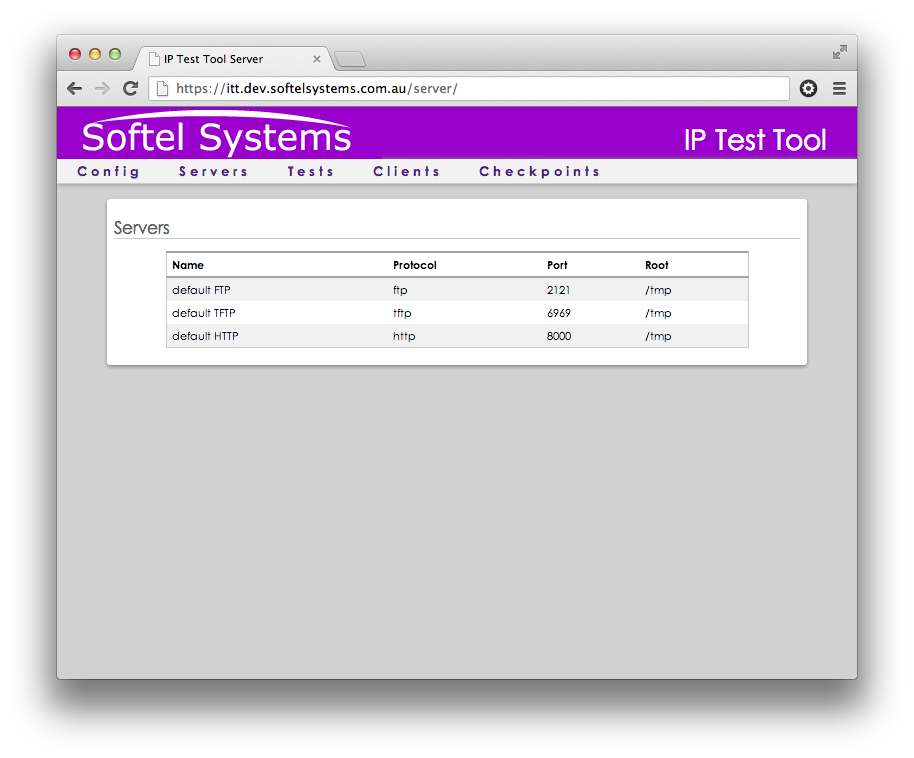 IP Test Tool Server
https://itt.dev.softelsystems.com.au/server/
Softel Systems IP Test Tool
Config Servers Tests Clients Checkpoints
Servers
Name Protocol Port Root
default FTP ftp 2121 /tmp
default TFTP tftp 6969 /tmp
default HTTP http 8000 /tmp